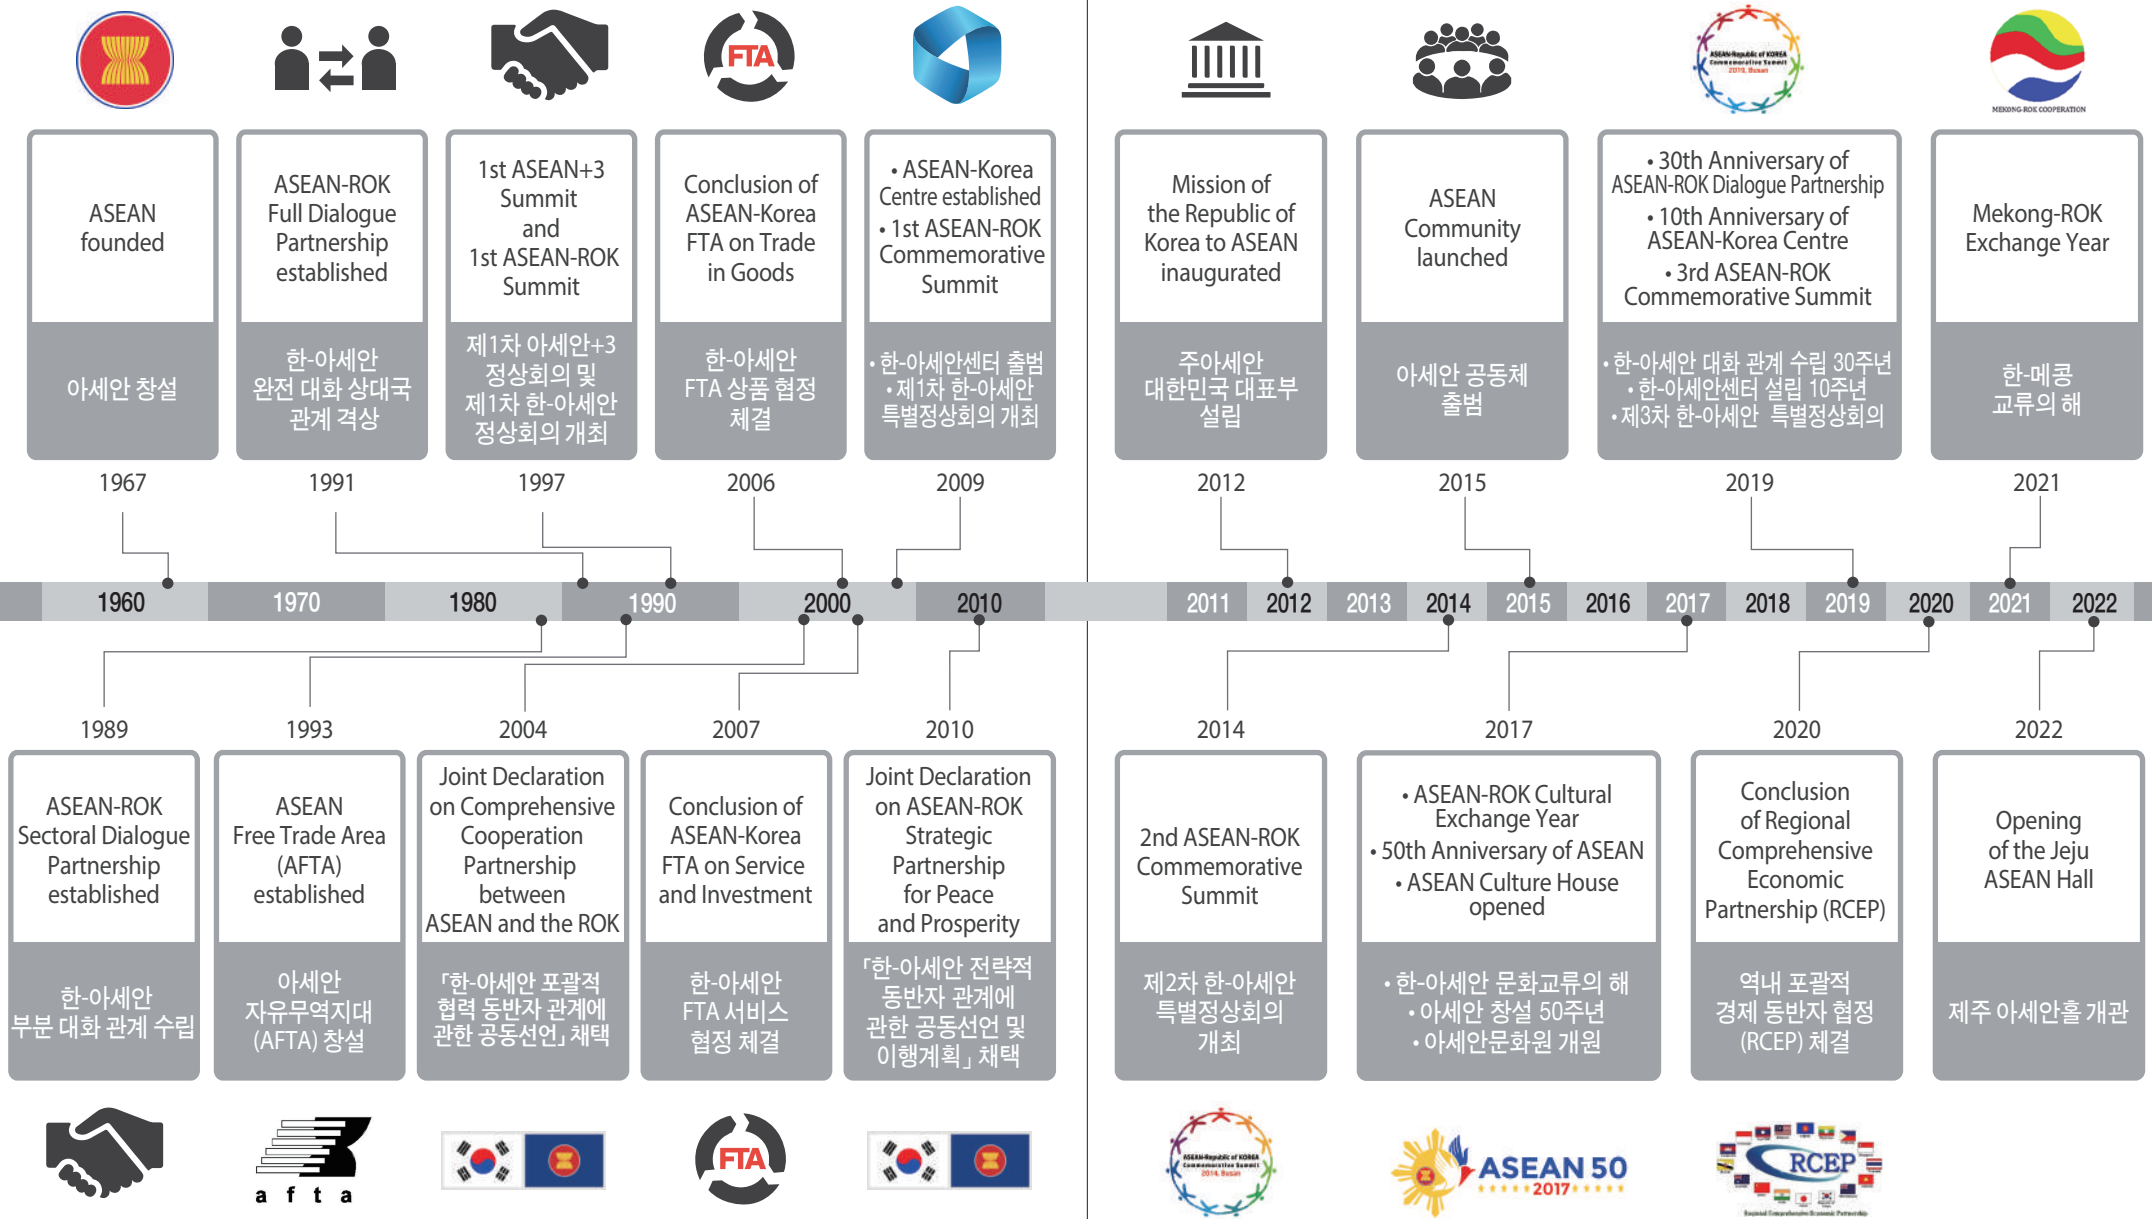 FTA
ASEAN-Republic of KOREA
Commemorative Summit
2019, Busan
MEKONG-ROK COOPERATION
ASEAN
founded
아세안 창설
1967
ASEAN-ROK
Full Dialogue
Partnership
established
한-아세안
완전 대화 상대국
관계 격상
1991
1st ASEAN+3
Summit
and
1st ASEAN-ROK
Summit
제1차 아세안+3
정상회의 및
제1차 한-아세안
정상회의 개최
1997
Conclusion of
ASEAN-Korea
FTA on Trade
in Goods
한-아세안
FTA 상품 협정
체결
2006
• ASEAN-Korea
Centre established
• 1st ASEAN-ROK
Commemorative
Summit
• 한-아세안센터 출범
• 제1차 한-아세안
특별정상회의 개최
2009
Mission of
the Republic of
Korea to ASEAN
inaugurated
주아세안
대한민국 대표부
설립
2012
ASEAN
Community
launched
아세안 공동체
출범
2015
• 30th Anniversary of
ASEAN-ROK Dialogue Partnership
• 10th Anniversary of
ASEAN-Korea Centre
• 3rd ASEAN-ROK
Commemorative Summit
• 한-아세안 대화 관계 수립 30주년
• 한-아세안센터 설립 10주년
• 제3차 한-아세안 특별정상회의
2019
Mekong-ROK
Exchange Year
한-메콩
교류의 해
2021
1960 1970 1980 1990 2000 2010 2011 2012 2013 2014 2015 2016 2017 2018 2019 2020 2021 2022
1989
ASEAN-ROK
Sectoral Dialogue
Partnership
established
한-아세안
부분 대화 관계 수립
1993
ASEAN
Free Trade Area
(AFTA)
established
아세안
자유무역지대
(AFTA) 창설
afta
2004
Joint Declaration
on Comprehensive
Cooperation
Partnership
between
ASEAN and the ROK
「한-아세안 포괄적
협력 동반자 관계에
관한 공동선언」 채택
2007
Conclusion of
ASEAN-Korea
FTA on Service
and Investment
한-아세안
FTA 서비스
협정 체결
FTA
2010
Joint Declaration
on ASEAN-ROK
Strategic
Partnership
for Peace
and Prosperity
「한-아세안 전략적
동반자 관계에
관한 공동선언 및
이행계획」 채택
2014
2nd ASEAN-ROK
Commemorative
Summit
제2차 한-아세안
특별정상회의
개최
ASEAN-Republic of KOREA
Commemorative Summit
2014, Busan
2017
• ASEAN-ROK Cultural
Exchange Year
• 50th Anniversary of ASEAN
• ASEAN Culture House
opened
• 한-아세안 문화교류의 해
• 아세안 창설 50주년
• 아세안문화원 개원
ASEAN 50
2017
2020
Conclusion
of Regional
Comprehensive
Economic
Partnership (RCEP)
역내 포괄적
경제 동반자 협정
(RCEP) 체결
RCEP
Regional Comprehensive Economic Partnership
2022
Opening
of the Jeju
ASEAN Hall
제주 아세안홀 개관